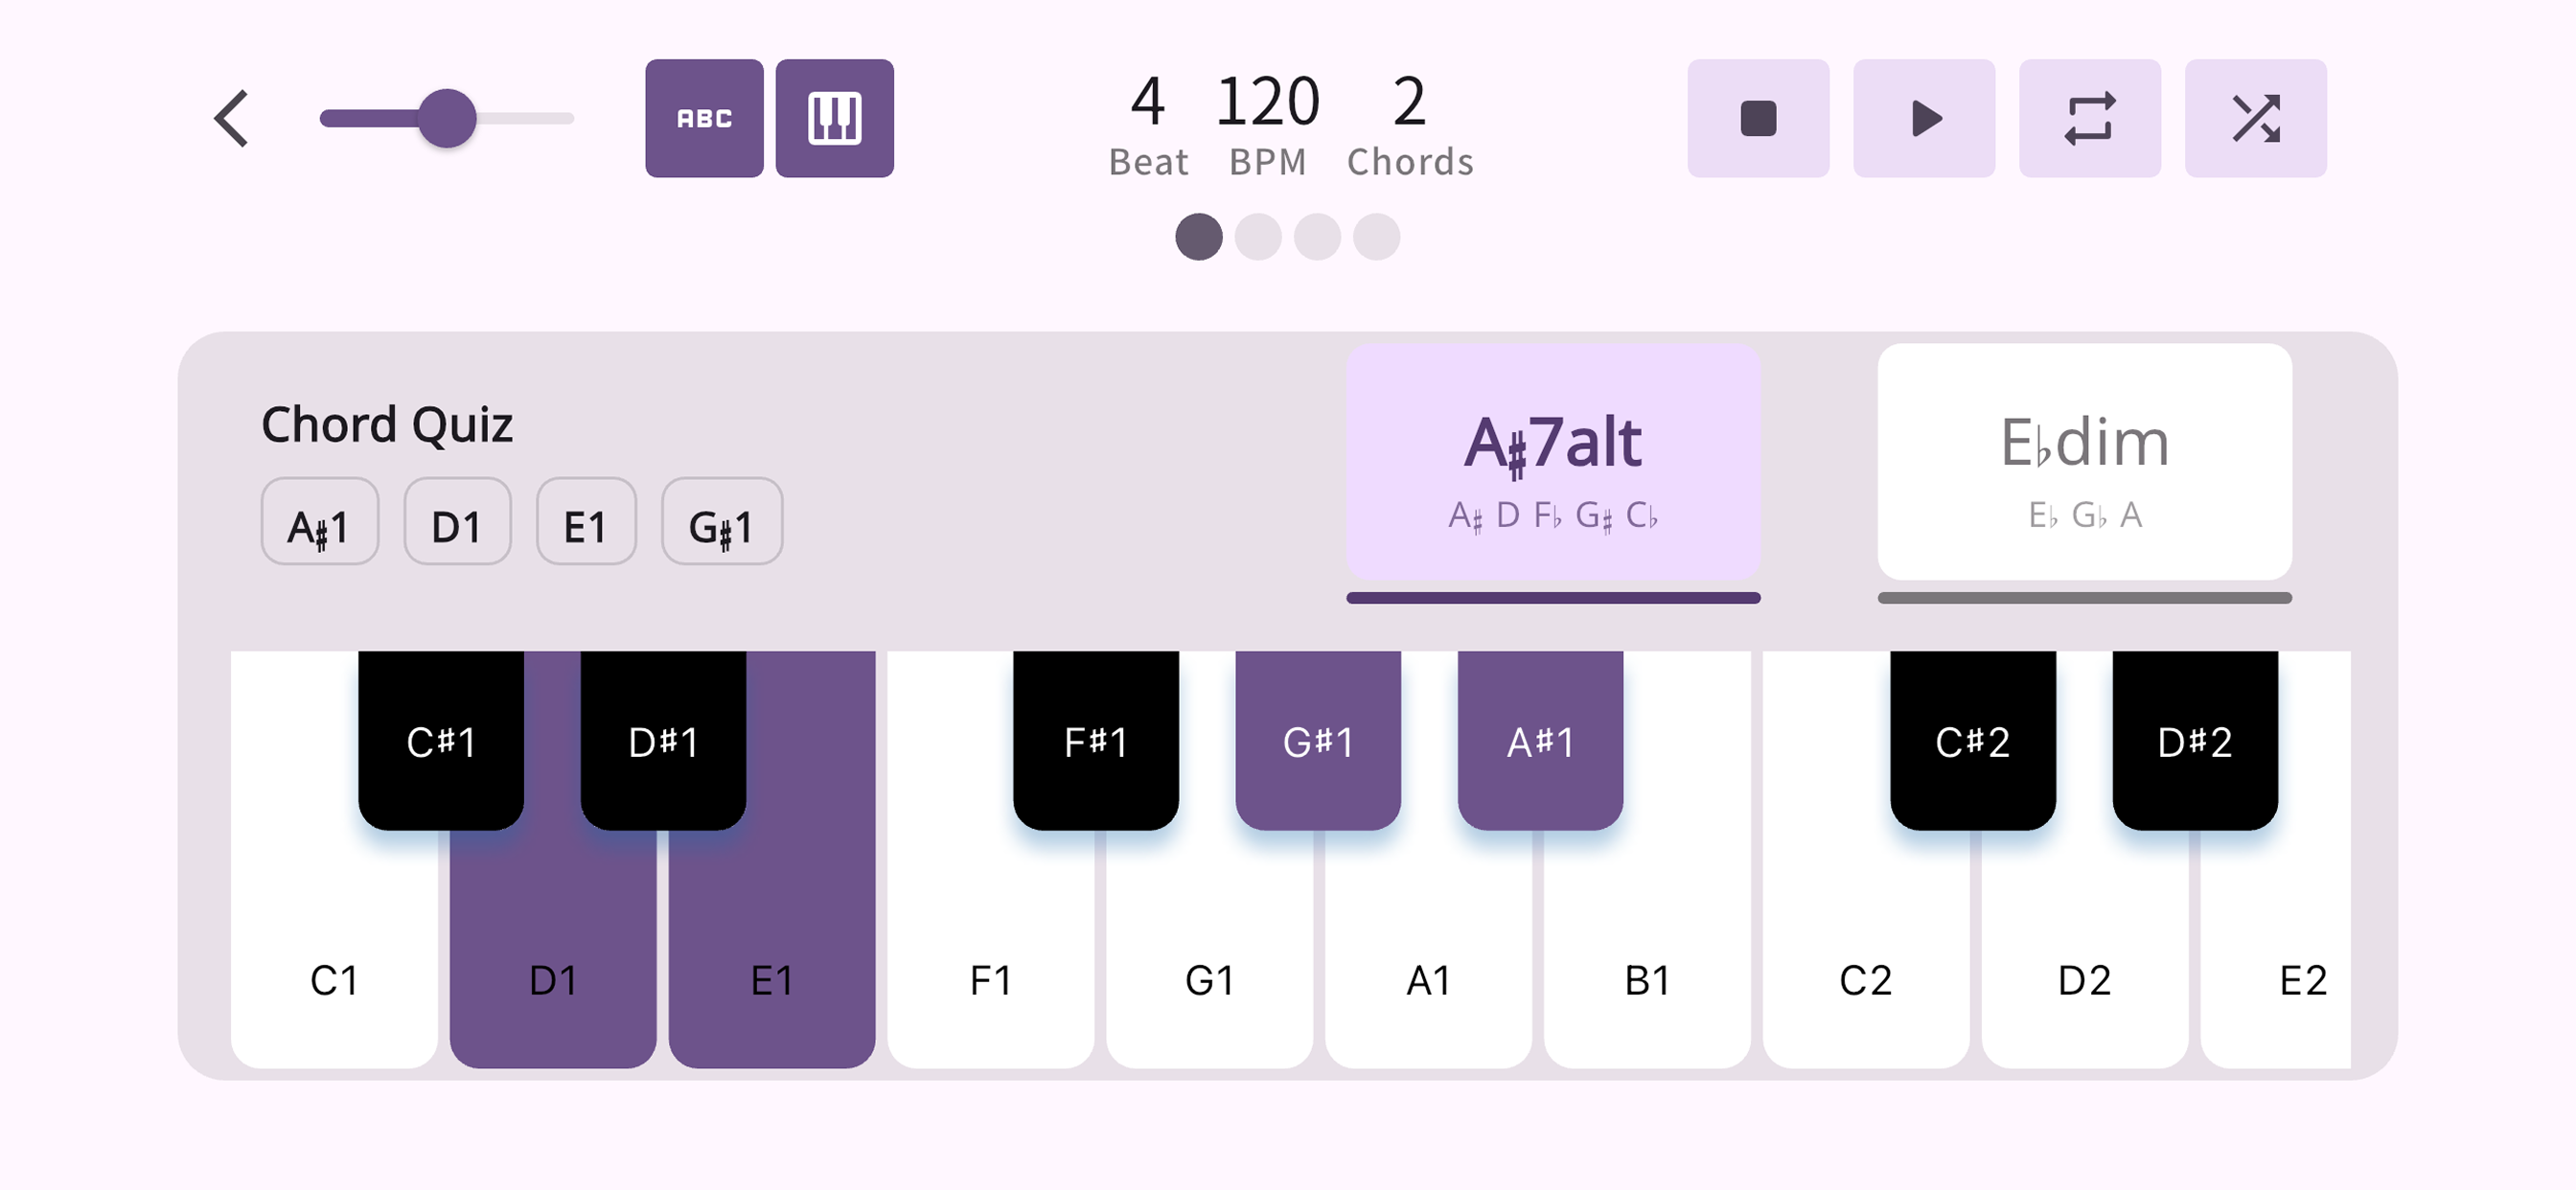 ABC
4 120 2
Beat BPM Chords
Chord Quiz
A♯1 D1 E1 G♯1
A♯7alt
A♯ D F♭ G♯ C♭
E♭dim
E♭ G♭ A
C♯1 D♯1 F♯1 G♯1 A♯1 C♯2 D♯2
C1 D1 E1 F1 G1 A1 B1 C2 D2 E2